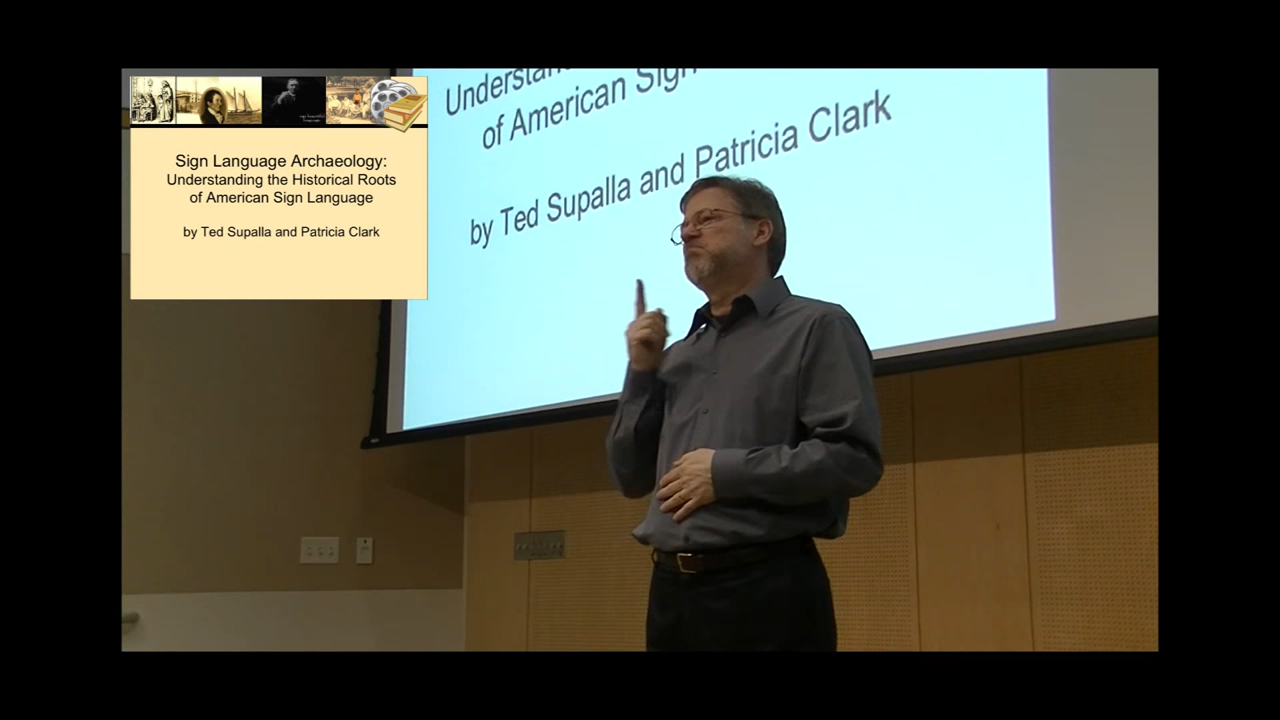 Sign Language Archaeology:
Understanding the Historical Roots
of American Sign Language
by Ted Supalla and Patricia Clark
of American Sign
by Ted Supalla and Patricia Clark